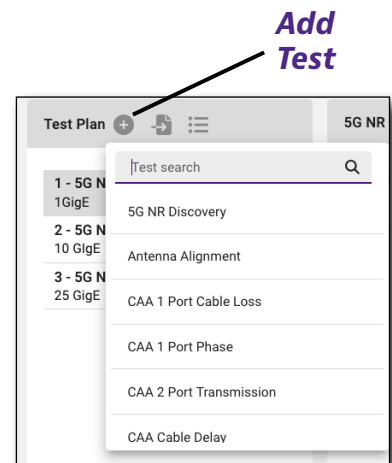 Add
Test
Test Plan
5G NR
Test search
1 - 5G N
1GigE
2 - 5G N
10 GIgE
3 - 5G N
25 GigE
5G NR Discovery
Antenna Alignment
CAA 1 Port Cable Loss
CAA 1 Port Phase
CAA 2 Port Transmission
CAA Cable Delay